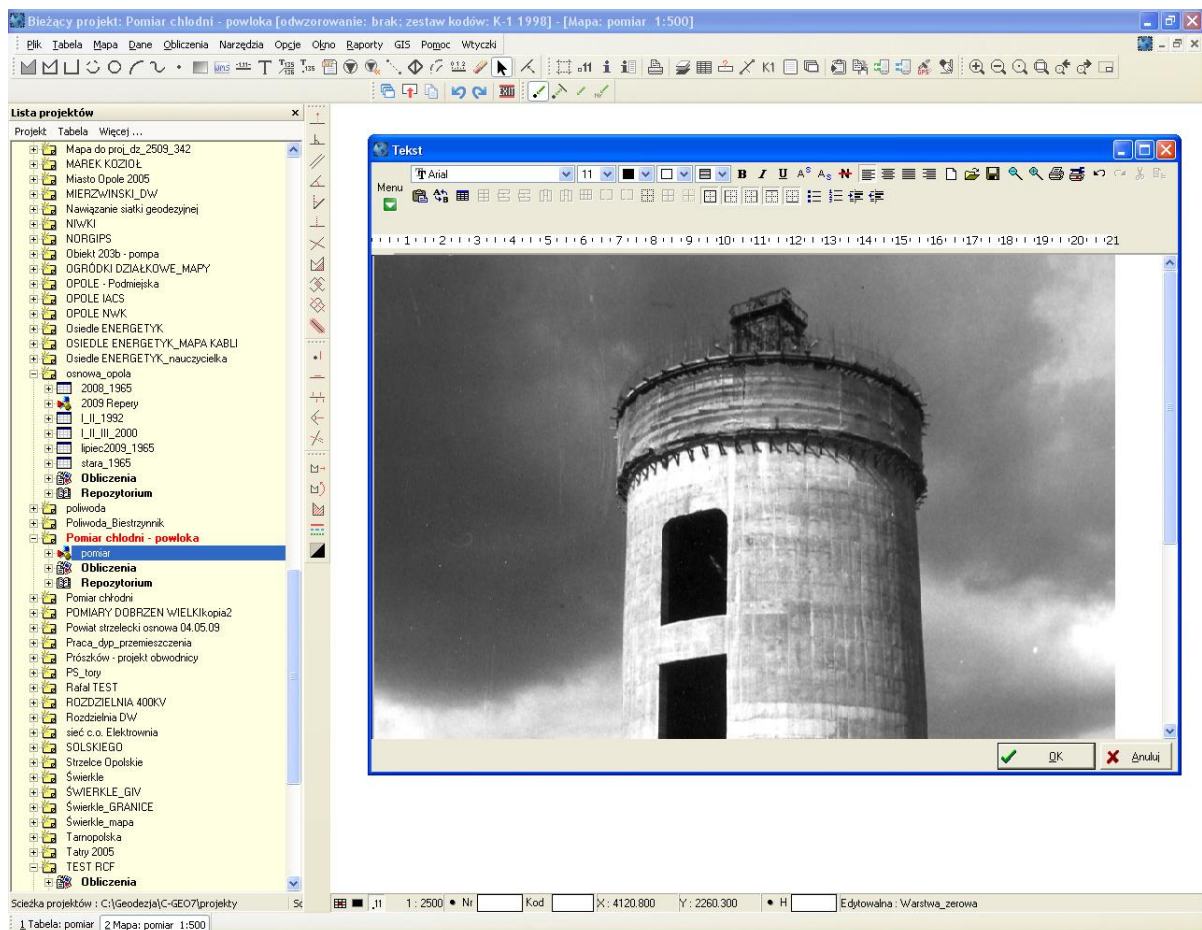 Bieżący projekt: Pomiar chlodni - powloka [odwzorowanie: brak; zestaw kodów: K-1 1998] - [Mapa: pomiar 1:500]
Plik Tabela Mapa Dane Obliczenia Narzędzia Opcje Okno Raporty GIS Pomoc Wtyczki
Lista projektów
Projekt Tabela Więcej ...
Mapa do proj_dz_2509_342
MAREK KOZIOŁ
Miasto Opole 2005
MIERZWINSKI_DW
Nawiązanie siatki geodezyjnej
NIWKI
NORGIPS
Obiekt 203b - pompa
OGRÓDKI DZIAŁKOWE_MAPY
OPOLE - Podmiejska
OPOLE IACS
OPOLE NWK
Osiedle ENERGETYK
OSIEDLE ENERGETYK_MAPA KABLI
Osiedle ENERGETYK_nauczycielka
osnowa_opola
2008_1965
2009 Repery
I_II_1992
I_II_III_2000
lipiec2009_1965
stara_1965
Obliczenia
Repozytorium
poliwoda
Poliwoda_Biestrzynnik
Pomiar chlodni - powloka
pomiar
Obliczenia
Repozytorium
Pomiar chłodni
POMIARY DOBRZEN WIELKIkopia2
Powiat strzelecki osnowa 04.05.09
Praca_dyp_przemieszczenia
Prószków - projekt obwodnicy
PS_tory
Rafal TEST
ROZDZIELNIA 400KV
Rozdzielnia DW
sieć c.o. Elektrownia
SOLSKIEGO
Strzelce Opolskie
Świerkle
ŚWIERKLE_GIV
Świerkle_GRANICE
Świerkle_mapa
Tarnopolska
Tatry 2005
TEST RCF
Obliczenia
Tekst
Arial 11 B I U
Menu
1 2 3 4 5 6 7 8 9 10 11 12 13 14 15 16 17 18 19 20 21
OK Anuluj
Scieżka projektów : C:\Geodezja\C-GEO7\projekty
1 : 2500 Nr Kod X : 4120.800 Y : 2260.300 H Edytowalna : Warstwa_zerowa
1 Tabela: pomiar 2 Mapa: pomiar 1:500